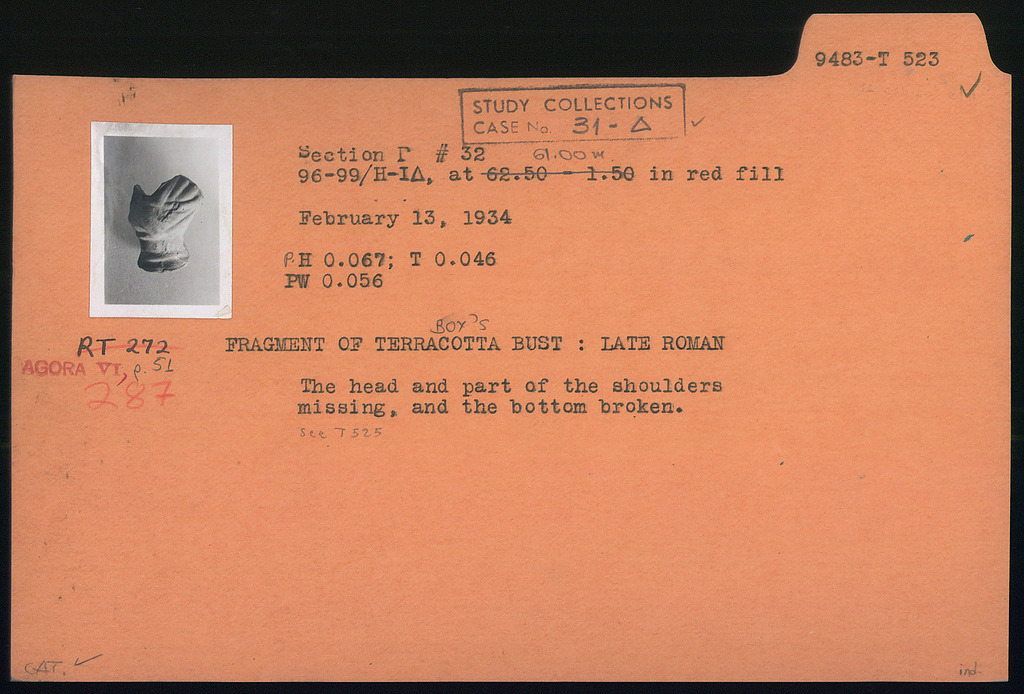 9483-T 523
✓
STUDY COLLECTIONS
CASE No. 31-Δ ✓
Section Γ # 32
61.00 m.
96-99/H-IΔ, at 62.50 - 1.50 in red fill
February 13, 1934
PH 0.067; T 0.046
PW 0.056
BOY'S
RT 272
FRAGMENT OF TERRACOTTA BUST : LATE ROMAN
AGORA VI, p. 51
287
The head and part of the shoulders
missing, and the bottom broken.
See T 525
CAT. ✓
ind.